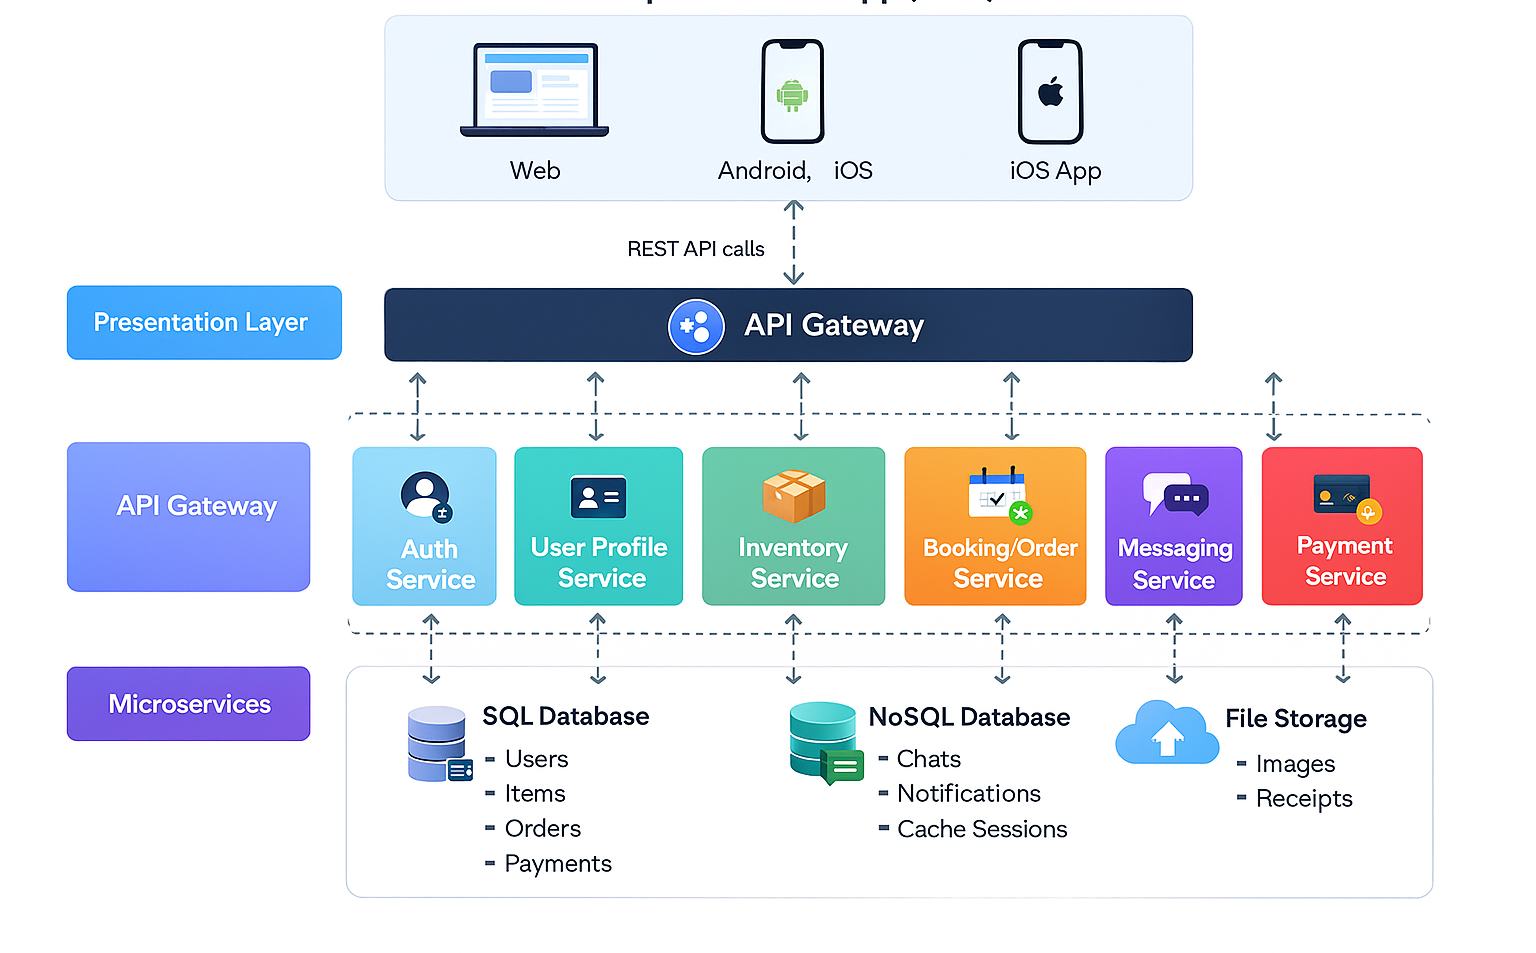 Web
Android, iOS
iOS App
REST API calls
Presentation Layer
API Gateway
API Gateway
Auth
Service
User Profile
Service
Inventory
Service
Booking/Order
Service
Messaging
Service
Payment
Service
Microservices
SQL Database
- Users
- Items
- Orders
- Payments
NoSQL Database
- Chats
- Notifications
- Cache Sessions
File Storage
- Images
- Receipts